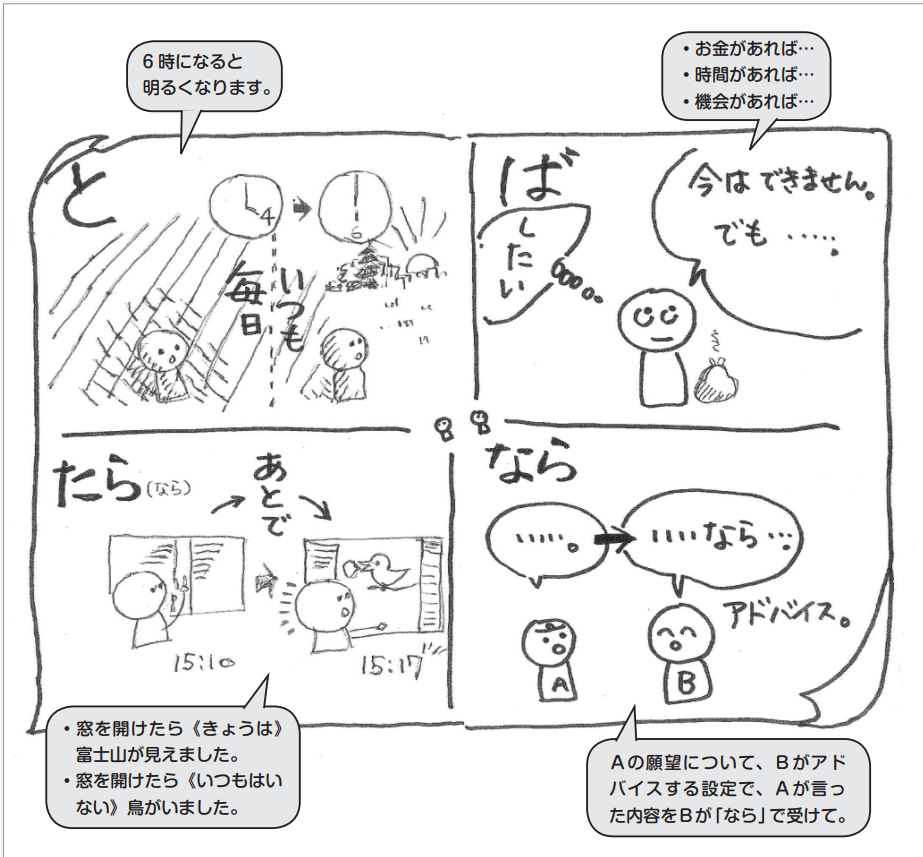 6時になると
明るくなります。
・お金があれば…
・時間があれば…
・機会があれば…
と
4
6
毎日
いつも
ば
したい
今はできません。
でも……。
たら(なら)
あとで
15:10
15:17
なら
……。
……なら…。
アドバイス。
A
B
・窓を開けたら《きょうは》
富士山が見えました。
・窓を開けたら《いつもはい
ない》鳥がいました。
Aの願望について、Bがアド
バイスする設定で、Aが言っ
た内容をBが「なら」で受けて。